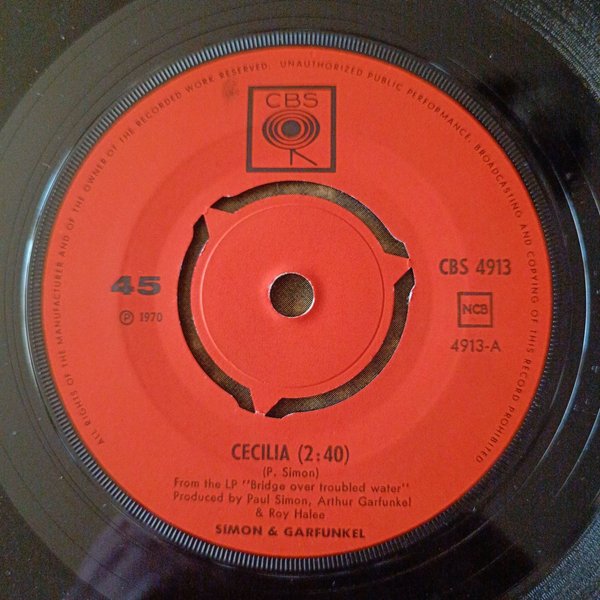 ALL RIGHTS OF THE MANUFACTURER AND OF THE OWNER OF THE RECORDED WORK RESERVED. UNAUTHORIZED PUBLIC PERFORMANCE, BROADCASTING AND COPYING OF THIS RECORD PROHIBITED
CBS
45
℗ 1970
CBS 4913
NCB
4913-A
CECILIA (2:40)
(P. Simon)
From the LP "Bridge over troubled water"
Produced by Paul Simon, Arthur Garfunkel
& Roy Halee
SIMON & GARFUNKEL